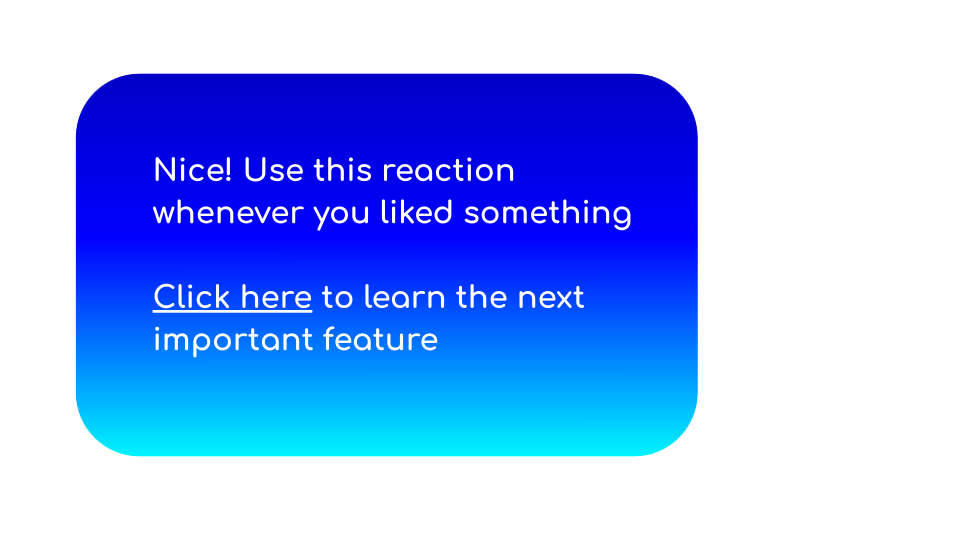 Nice! Use this reaction
whenever you liked something
Click here to learn the next
important feature